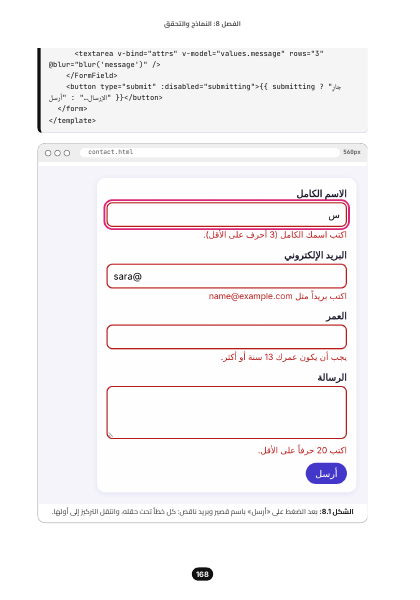 الفصل 8: النماذج والتحقق
<textarea v-bind="attrs" v-model="values.message" rows="3"
@blur="blur('message')" />
</FormField>
<button type="submit" :disabled="submitting">{{ submitting ? "جارٍ
الإرسال…" : "أرسل" }}</button>
</form>
</template>
contact.html
560px
الاسم الكامل
س
اكتب اسمك الكامل (3 أحرف على الأقل).
البريد الإلكتروني
sara@
اكتب بريداً مثل name@example.com
العمر
يجب أن يكون عمرك 13 سنة أو أكثر.
الرسالة
اكتب 20 حرفاً على الأقل.
أرسل
الشكل 8.1: بعد الضغط على «أرسل» باسم قصير وبريد ناقص: كل خطأ تحت حقله، وانتقل التركيز إلى أولها.
168